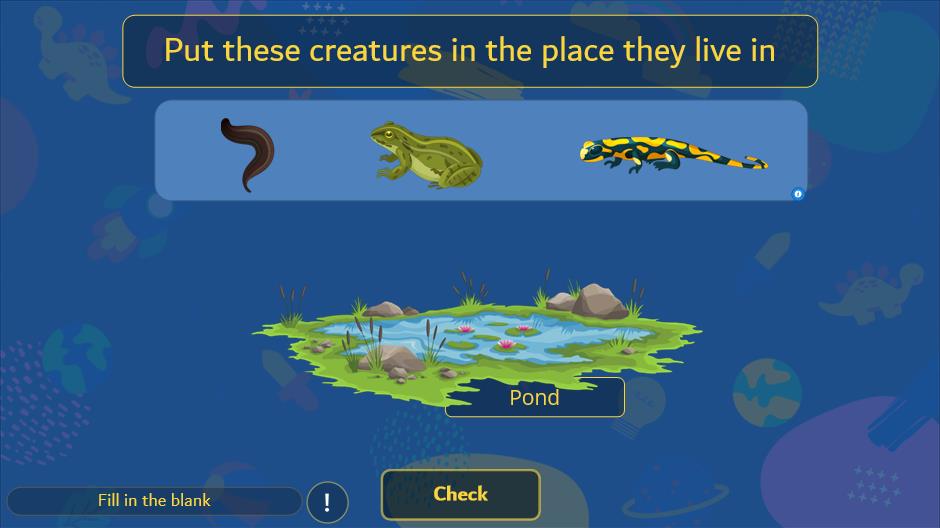 Put these creatures in the place they live in
Pond
Fill in the blank
!
Check